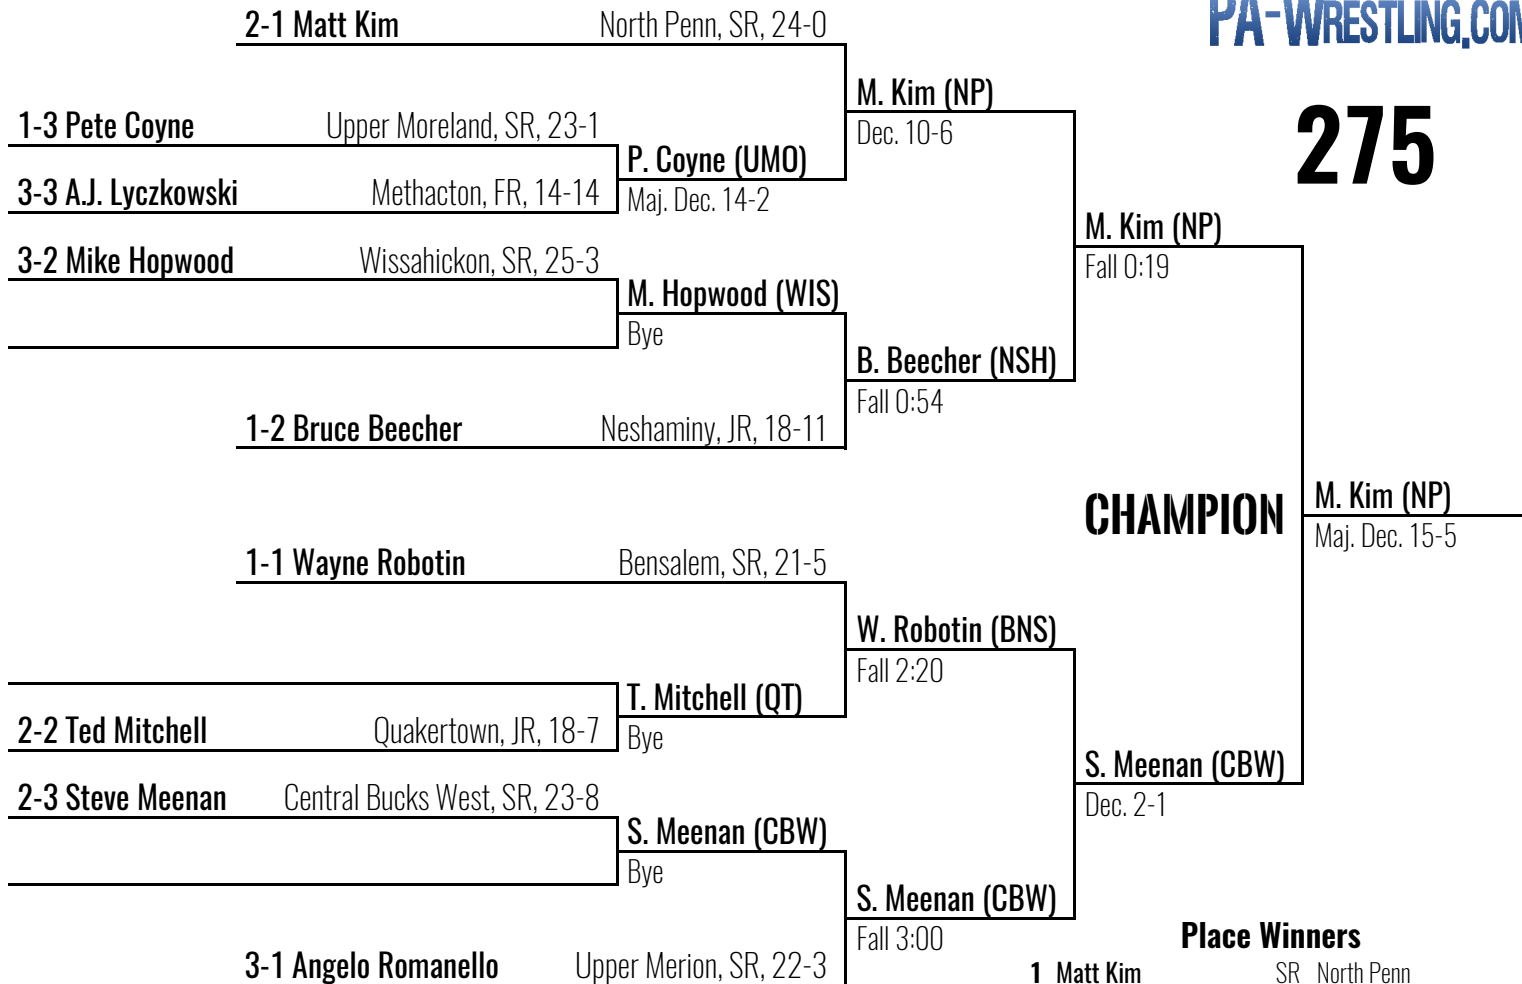 2-1 Matt Kim North Penn, SR, 24-0
PA-WRESTLING.COM
M. Kim (NP)
Dec. 10-6
275
1-3 Pete Coyne Upper Moreland, SR, 23-1
P. Coyne (UMO)
Maj. Dec. 14-2
3-3 A.J. Lyczkowski Methacton, FR, 14-14
M. Kim (NP)
Fall 0:19
3-2 Mike Hopwood Wissahickon, SR, 25-3
M. Hopwood (WIS)
Bye
B. Beecher (NSH)
Fall 0:54
1-2 Bruce Beecher Neshaminy, JR, 18-11
CHAMPION
M. Kim (NP)
Maj. Dec. 15-5
1-1 Wayne Robotin Bensalem, SR, 21-5
W. Robotin (BNS)
Fall 2:20
T. Mitchell (QT)
Bye
2-2 Ted Mitchell Quakertown, JR, 18-7
S. Meenan (CBW)
Dec. 2-1
2-3 Steve Meenan Central Bucks West, SR, 23-8
S. Meenan (CBW)
Bye
S. Meenan (CBW)
Fall 3:00
3-1 Angelo Romanello Upper Merion, SR, 22-3
Place Winners
1 Matt Kim SR North Penn